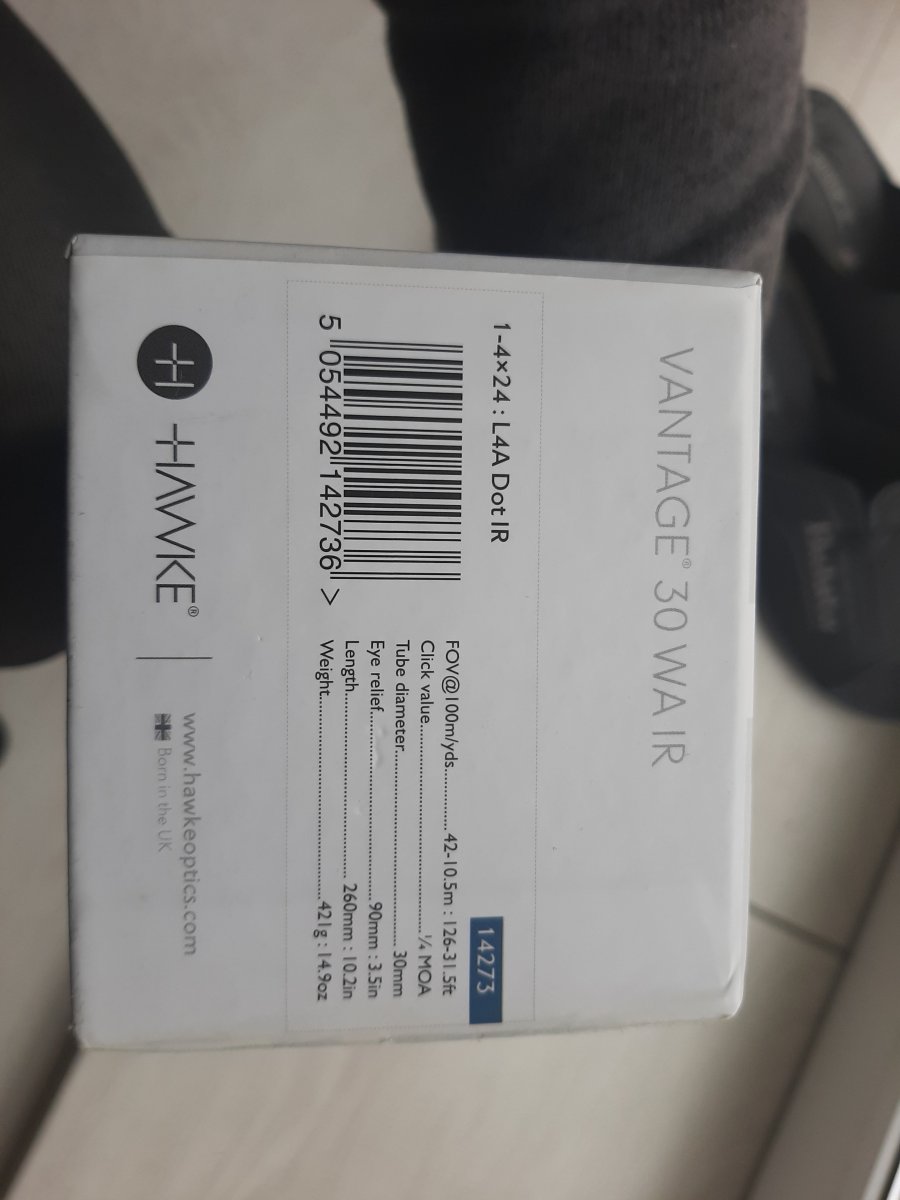 VANTAGE® 30 WA IR
14273
1-4×24 : L4A Dot IR
5 054492 142736 >
FOV@100m/yds.......... 42-10.5m : 126-31.5ft
Click value..........¼ MOA
Tube diameter.......... 30mm
Eye relief..........90mm : 3.5in
Length.......... 260mm : 10.2in
Weight..........421g : 14.9oz
HAWKE®
www.hawkeoptics.com
Born in the UK